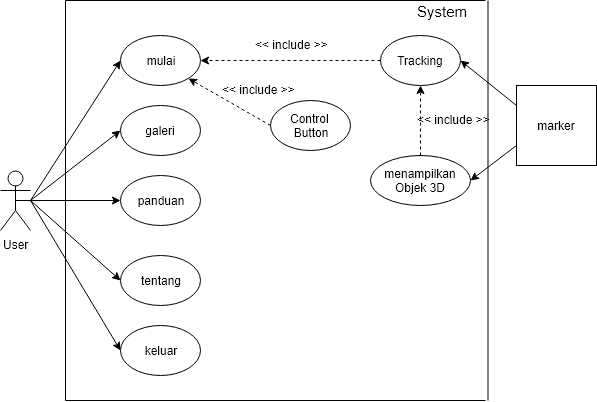 System
mulai
<< include >>
Tracking
<< include >>
Control
Button
<< include >>
marker
galeri
menampilkan
Objek 3D
panduan
User
tentang
keluar